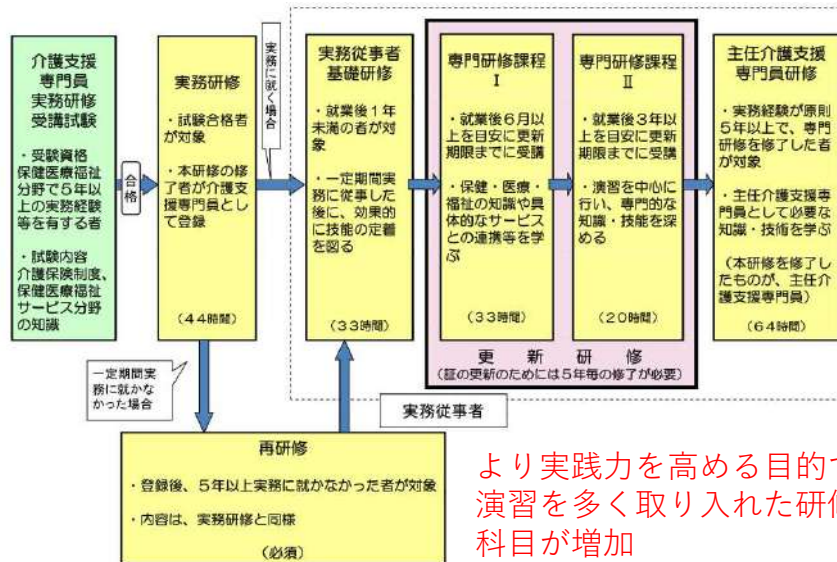 介護支援
専門員
実務研修
受講試験
・受験資格
保健医療福祉
分野で5年以
上の実務経験
等を有する者
・試験内容
介護保険制度、
保健医療福祉
サービス分野
の知識
合格
実務研修
・試験合格者
が対象
・本研修の修
了者が介護支
援専門員とし
て登録
(44時間)
実務に就く場合
実務従事者
基礎研修
・就業後1年
未満の者が対
象
・一定期間実
務に従事した
後に、効果的
に技能の定着
を図る
(33時間)
専門研修課程
Ⅰ
・就業後6月以
上を目安に更新
期限までに受講
・保健・医療・
福祉の知識や具
体的なサービス
との連携等を学
ぶ
(33時間)
専門研修課程
Ⅱ
・就業後3年以
上を目安に更新
期限までに受講
・演習を中心に
行い、専門的な
知識・技能を深
める
(20時間)
更新研修
(証の更新のためには5年毎の修了が必要)
主任介護支援
専門員研修
・実務経験が原則
5年以上で、専門
研修を修了した者
が対象
・主任介護支援専
門員として必要な
知識・技術を学ぶ
(本研修を修了し
たものが、主任介
護支援専門員)
(64時間)
一定期間実
務に就かな
かった場合
実務従事者
再研修
・登録後、5年以上実務に就かなかった者が対象
・内容は、実務研修と同様
(必須)
より実践力を高める目的
演習を多く取り入れた研
科目が増加